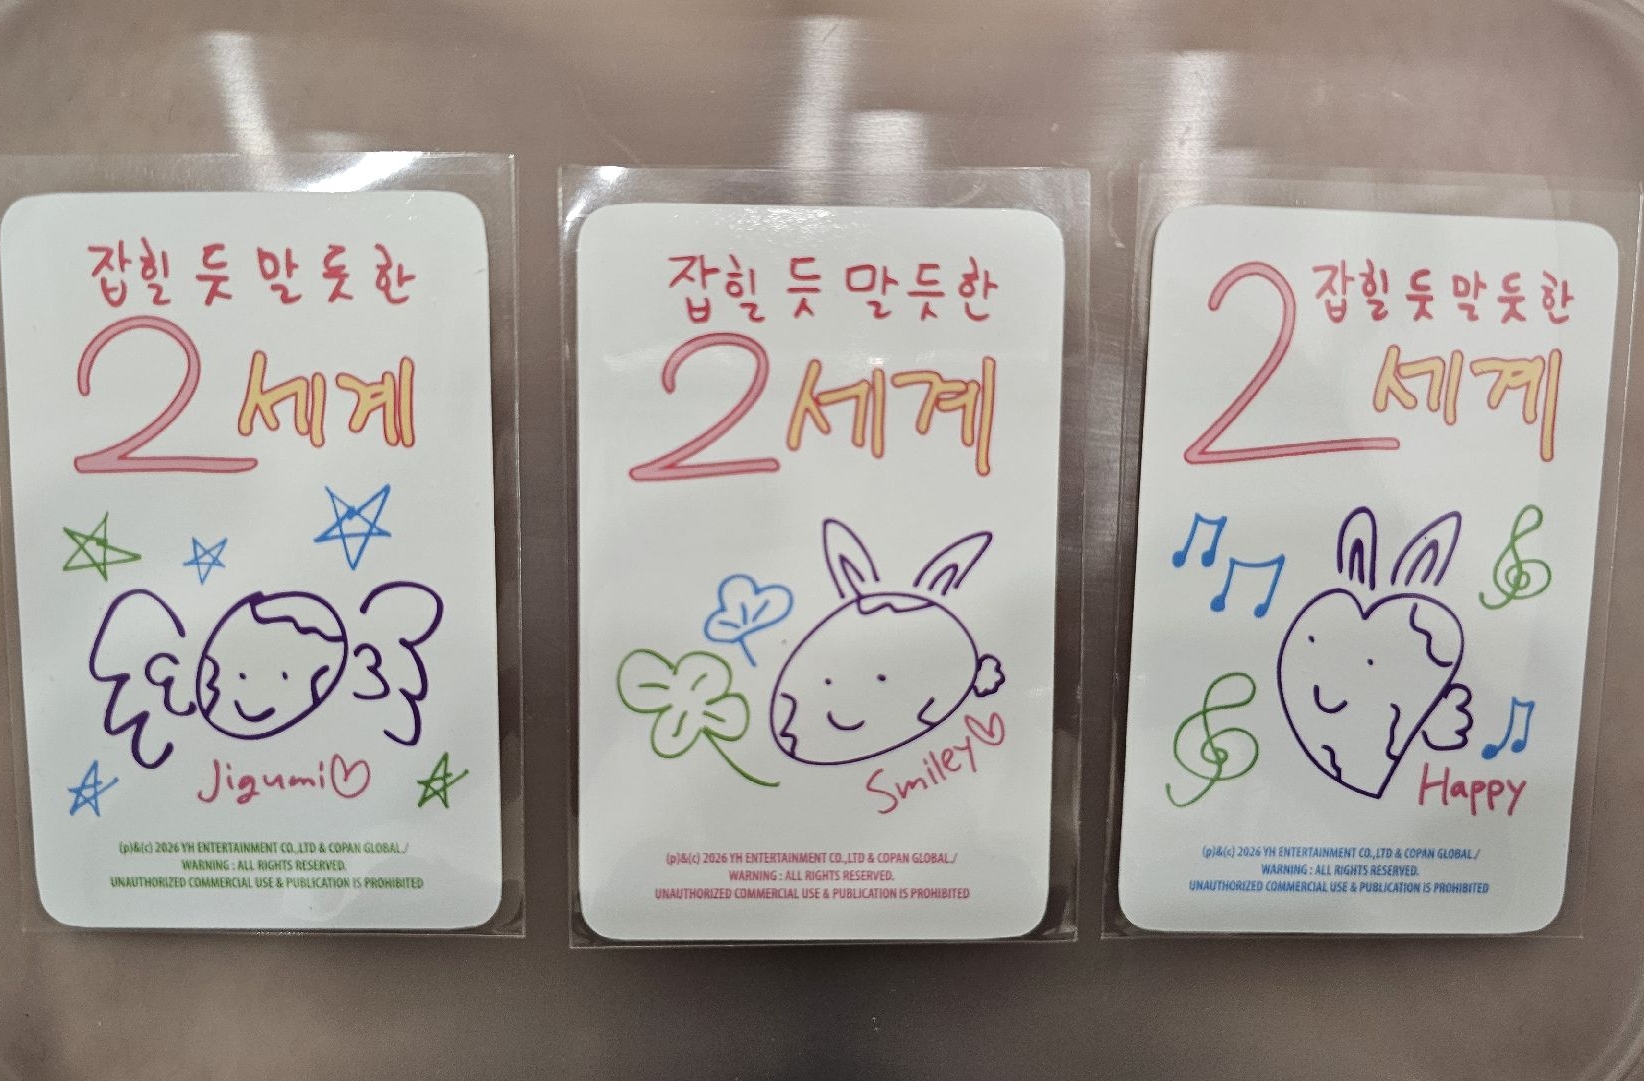 잡힐 듯 말 듯 한
2세계
Jigumi♡
(p)&(c) 2026 YH ENTERTAINMENT CO.,LTD & COPAN GLOBAL./
WARNING : ALL RIGHTS RESERVED.
UNAUTHORIZED COMMERCIAL USE & PUBLICATION IS PROHIBITED
잡힐 듯 말 듯 한
2세계
Smiley♡
(p)&(c) 2026 YH ENTERTAINMENT CO.,LTD & COPAN GLOBAL./
WARNING : ALL RIGHTS RESERVED.
UNAUTHORIZED COMMERCIAL USE & PUBLICATION IS PROHIBITED
잡힐 듯 말 듯 한
2세계
Happy
(p)&(c) 2026 YH ENTERTAINMENT CO.,LTD & COPAN GLOBAL./
WARNING : ALL RIGHTS RESERVED.
UNAUTHORIZED COMMERCIAL USE & PUBLICATION IS PROHIBITED